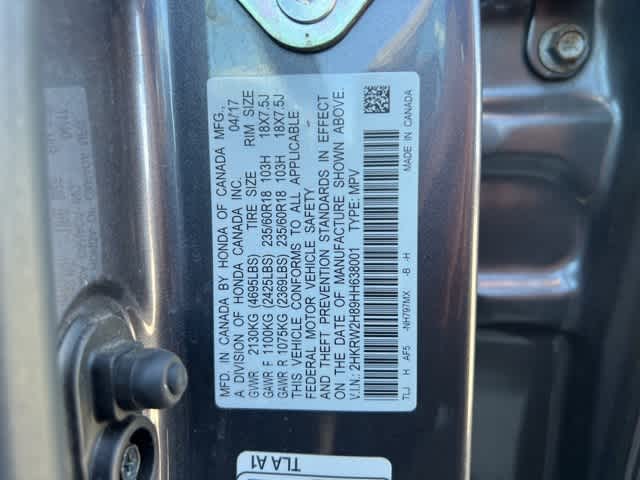 MFD. IN CANADA BY HONDA OF CANADA MFG.,
A DIVISION OF HONDA CANADA INC. 04/17
GVWR 2130KG (4695LBS) TIRE SIZE RIM SIZE
GAWR F 1100KG (2425LBS) 235/60R18 103H 18X7.5J
GAWR R 1075KG (2369LBS) 235/60R18 103H 18X7.5J
THIS VEHICLE CONFORMS TO ALL APPLICABLE
FEDERAL MOTOR VEHICLE SAFETY
AND THEFT PREVENTION STANDARDS IN EFFECT
ON THE DATE OF MANUFACTURE SHOWN ABOVE.
V.I.N: 2HKRW2H89HH638001 TYPE: MPV
TLJ H AF5 -NH797MX -B -H MADE IN CANADA
TLA A1